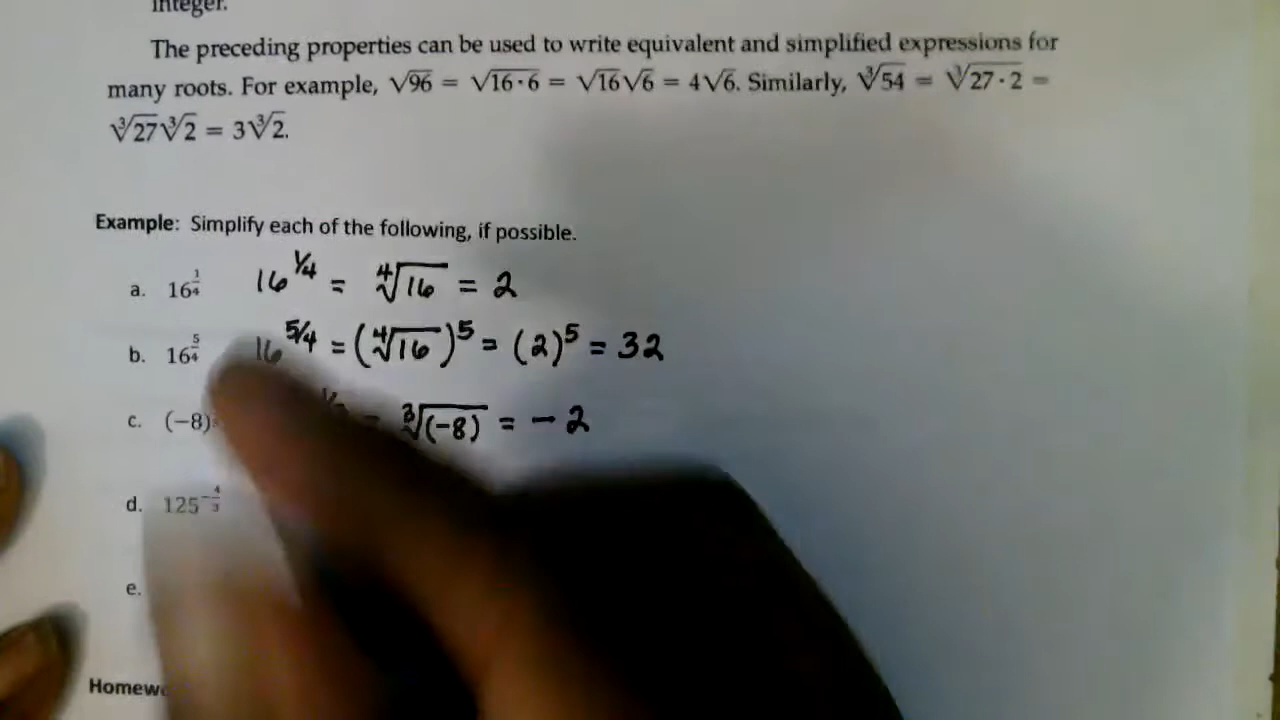 integer.
The preceding properties can be used to write equivalent and simplified expressions for
many roots. For example, √96 = √(16·6) = √16√6 = 4√6. Similarly, ∛54 = ∛(27·2) =
∛27∛2 = 3∛2.
Example: Simplify each of the following, if possible.
a. 16^(1/4) 16^(1/4) = ∜16 = 2
b. 16^(5/4) 16^(5/4) = (∜16)^5 = (2)^5 = 32
c. (−8) = ∛(−8) = −2
d. 125^(−4/3)
e.